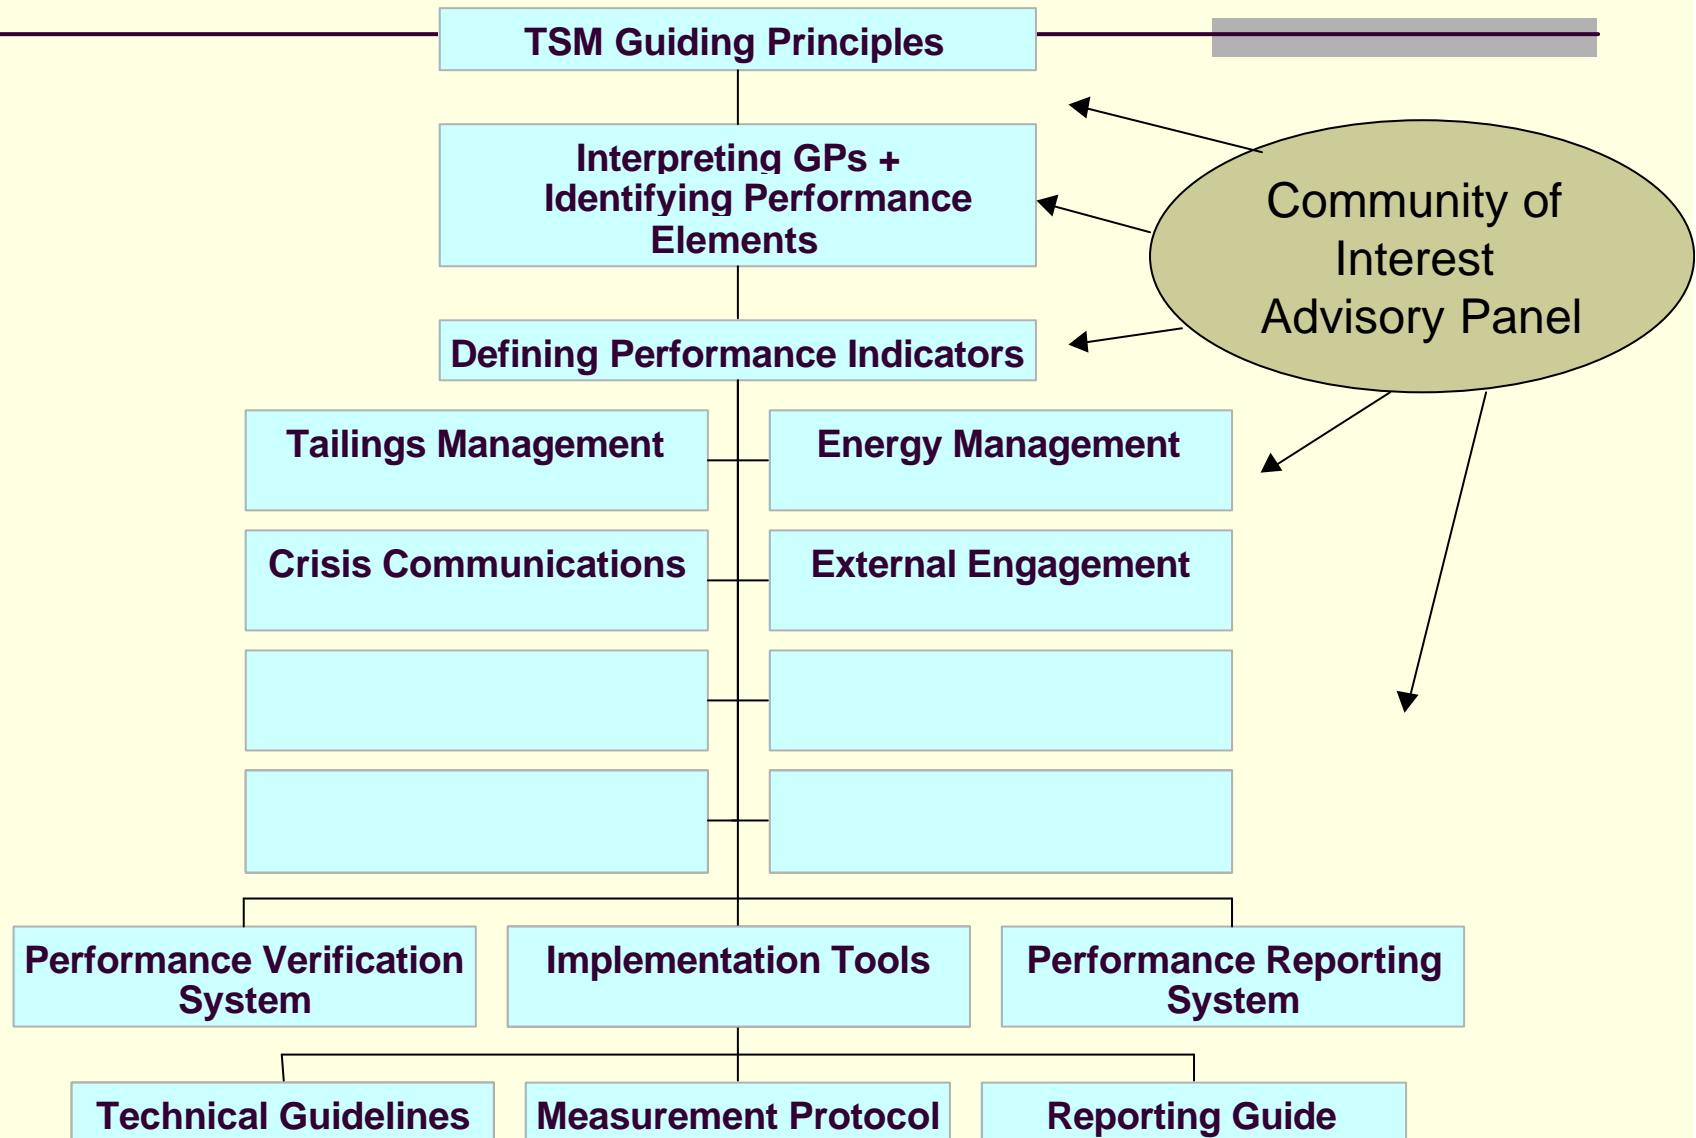 TSM Guiding Principles
Interpreting GPs +
Identifying Performance
Elements
Community of
Interest
Advisory Panel
Defining Performance Indicators
Tailings Management
Energy Management
Crisis Communications
External Engagement
Performance Verification
System
Implementation Tools
Performance Reporting
System
Technical Guidelines
Measurement Protocol
Reporting Guide